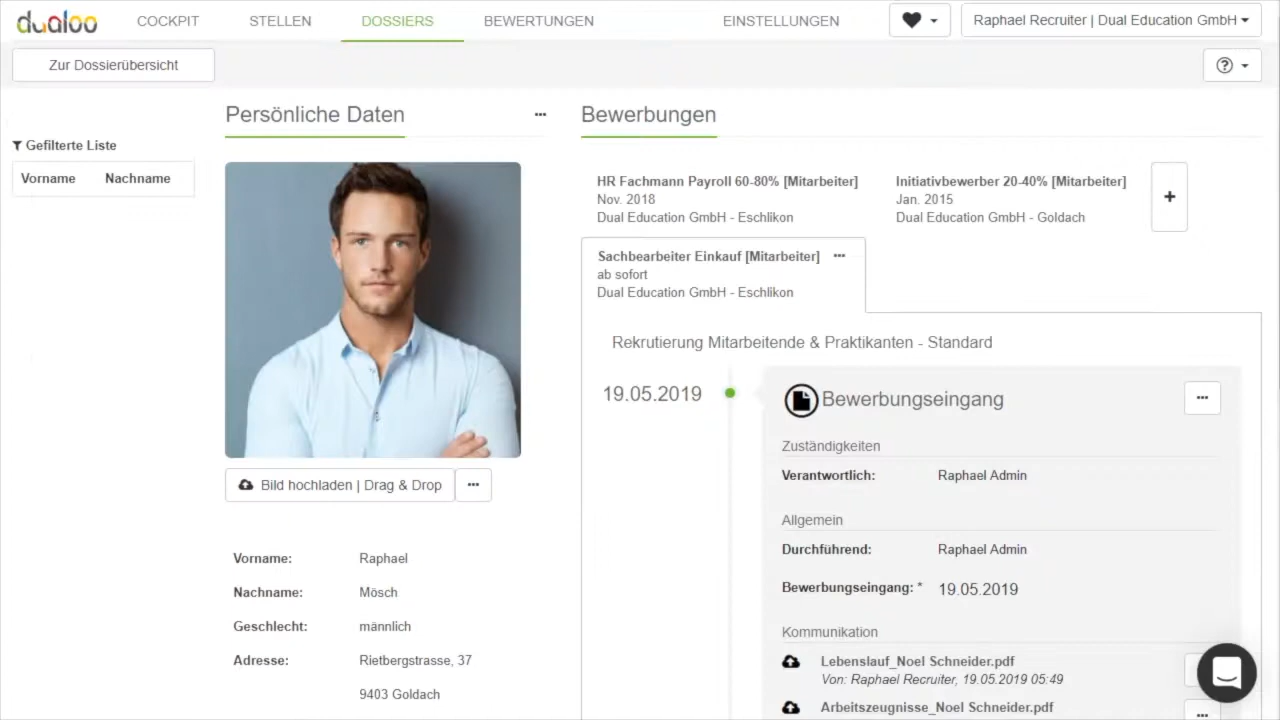 dualoo COCKPIT STELLEN DOSSIERS BEWERTUNGEN EINSTELLUNGEN Raphael Recruiter | Dual Education GmbH
Zur Dossierübersicht
Gefilterte Liste
Vorname Nachname
Persönliche Daten
Bild hochladen | Drag & Drop
Vorname: Raphael
Nachname: Mösch
Geschlecht: männlich
Adresse: Rietbergstrasse, 37
9403 Goldach
Bewerbungen
HR Fachmann Payroll 60-80% [Mitarbeiter]
Nov. 2018
Dual Education GmbH - Eschlikon
Initiativbewerber 20-40% [Mitarbeiter]
Jan. 2015
Dual Education GmbH - Goldach
Sachbearbeiter Einkauf [Mitarbeiter]
ab sofort
Dual Education GmbH - Eschlikon
Rekrutierung Mitarbeitende & Praktikanten - Standard
19.05.2019
Bewerbungseingang
Zuständigkeiten
Verantwortlich: Raphael Admin
Allgemein
Durchführend: Raphael Admin
Bewerbungseingang: * 19.05.2019
Kommunikation
Lebenslauf_Noel Schneider.pdf
Von: Raphael Recruiter, 19.05.2019 05:49
Arbeitszeugnisse_Noel Schneider.pdf